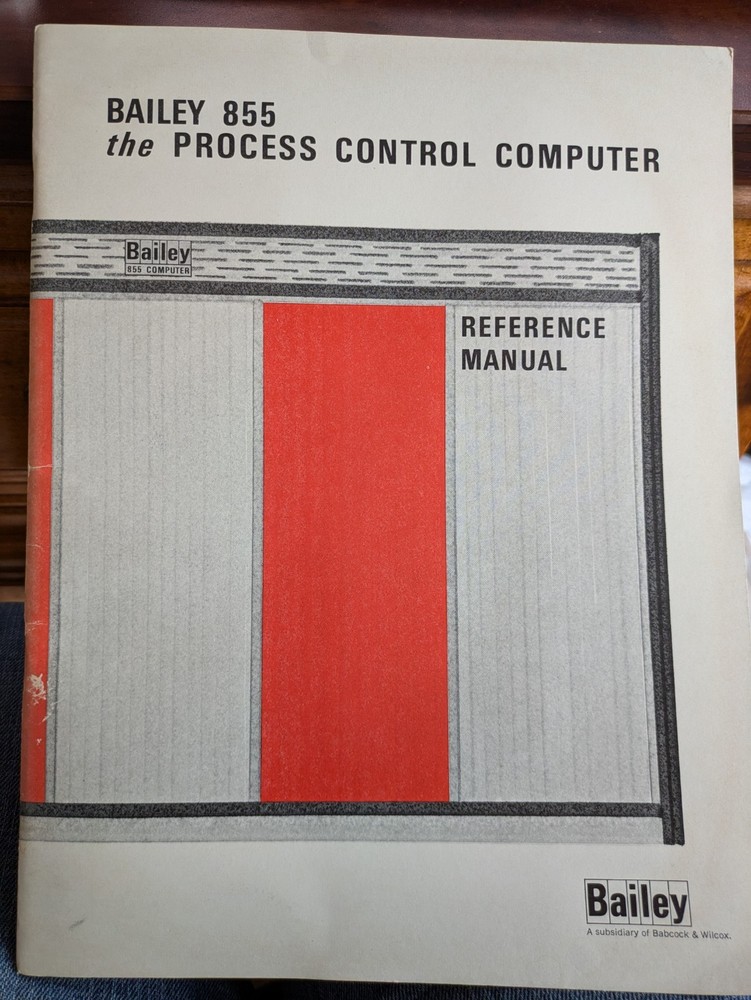 BAILEY 855
the PROCESS CONTROL COMPUTER
Bailey
855 COMPUTER
REFERENCE
MANUAL
Bailey
A subsidiary of Babcock & Wilcox.